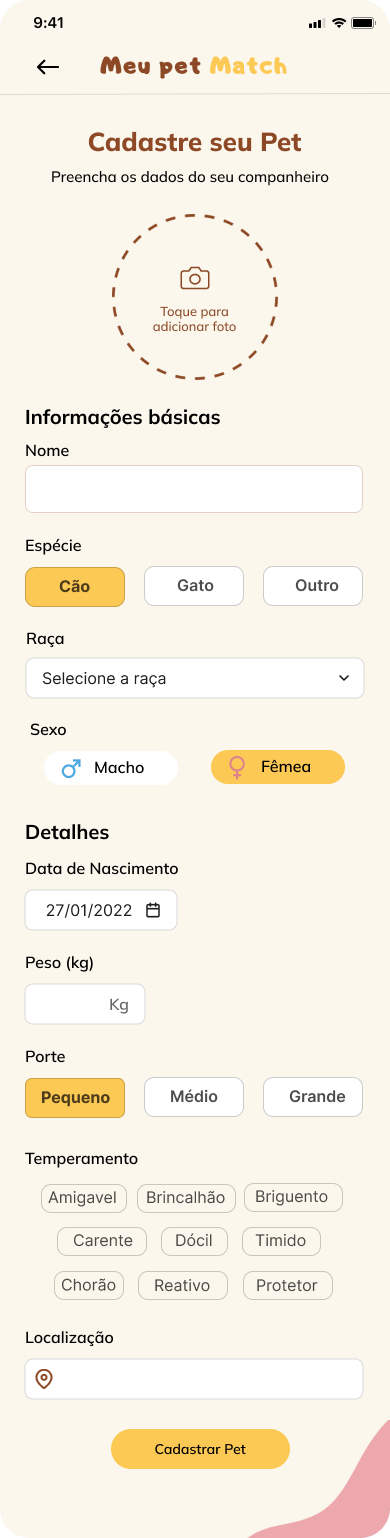 9:41
Meu pet Match
Cadastre seu Pet
Preencha os dados do seu companheiro
Toque para
adicionar foto
Informações básicas
Nome
Espécie
Cão Gato Outro
Raça
Selecione a raça
Sexo
Macho Fêmea
Detalhes
Data de Nascimento
27/01/2022
Peso (kg)
Kg
Porte
Pequeno Médio Grande
Temperamento
Amigavel Brincalhão Briguento
Carente Dócil Timido
Chorão Reativo Protetor
Localização
Cadastrar Pet